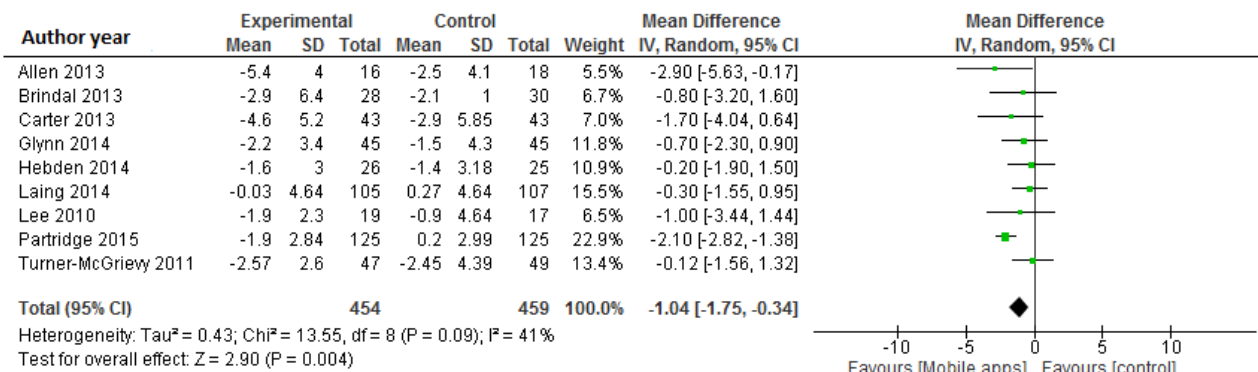 Experimental Control Mean Difference Mean Difference
Author year Mean SD Total Mean SD Total Weight IV, Random, 95% CI IV, Random, 95% CI
Allen 2013 -5.4 4 16 -2.5 4.1 18 5.5% -2.90 [-5.63, -0.17]
Brindal 2013 -2.9 6.4 28 -2.1 1 30 6.7% -0.80 [-3.20, 1.60]
Carter 2013 -4.6 5.2 43 -2.9 5.85 43 7.0% -1.70 [-4.04, 0.64]
Glynn 2014 -2.2 3.4 45 -1.5 4.3 45 11.8% -0.70 [-2.30, 0.90]
Hebden 2014 -1.6 3 26 -1.4 3.18 25 10.9% -0.20 [-1.90, 1.50]
Laing 2014 -0.03 4.64 105 0.27 4.64 107 15.5% -0.30 [-1.55, 0.95]
Lee 2010 -1.9 2.3 19 -0.9 4.64 17 6.5% -1.00 [-3.44, 1.44]
Partridge 2015 -1.9 2.84 125 0.2 2.99 125 22.9% -2.10 [-2.82, -1.38]
Turner-McGrievy 2011 -2.57 2.6 47 -2.45 4.39 49 13.4% -0.12 [-1.56, 1.32]
Total (95% CI) 454 459 100.0% -1.04 [-1.75, -0.34]
Heterogeneity: Tau² = 0.43; Chi² = 13.55, df = 8 (P = 0.09); I² = 41%
Test for overall effect: Z = 2.90 (P = 0.004)
-10 -5 0 5 10
Favours [Mobile apps] Favours [control]